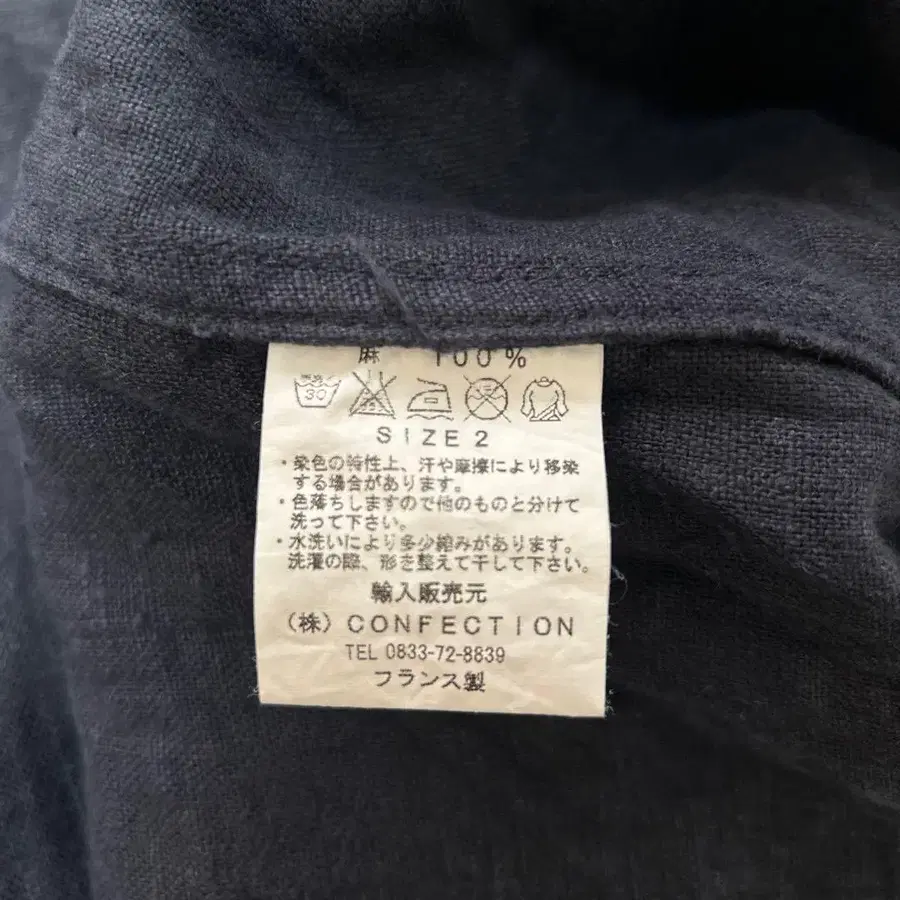 麻 100%
30
SIZE 2
・染色の特性上、汗や摩擦により移染
する場合があります。
・色落ちしますので他のものと分けて
洗って下さい。
・水洗いにより多少縮みがあります。
洗濯の際、形を整えて干して下さい。
輸入販売元
(株) CONFECTION
TEL 0833-72-8839
フランス製